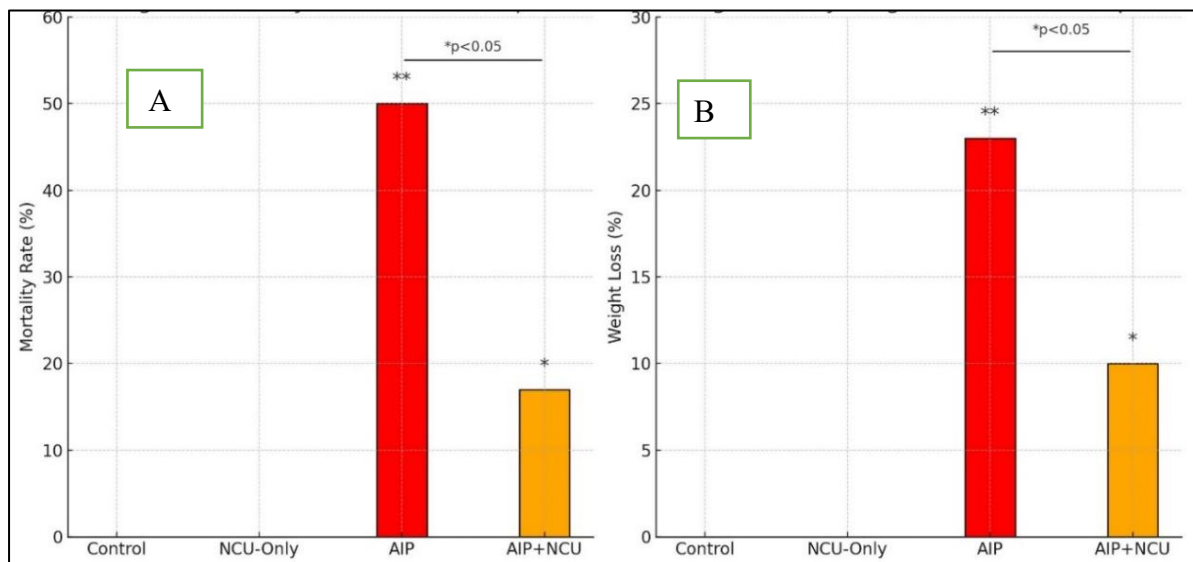 A
60
50
40
30
20
10
0
Mortality Rate (%)
**
*p<0.05
*
Control NCU-Only AIP AIP+NCU
B
30
25
20
15
10
5
0
Weight Loss (%)
**
*p<0.05
*
Control NCU-Only AIP AIP+NCU